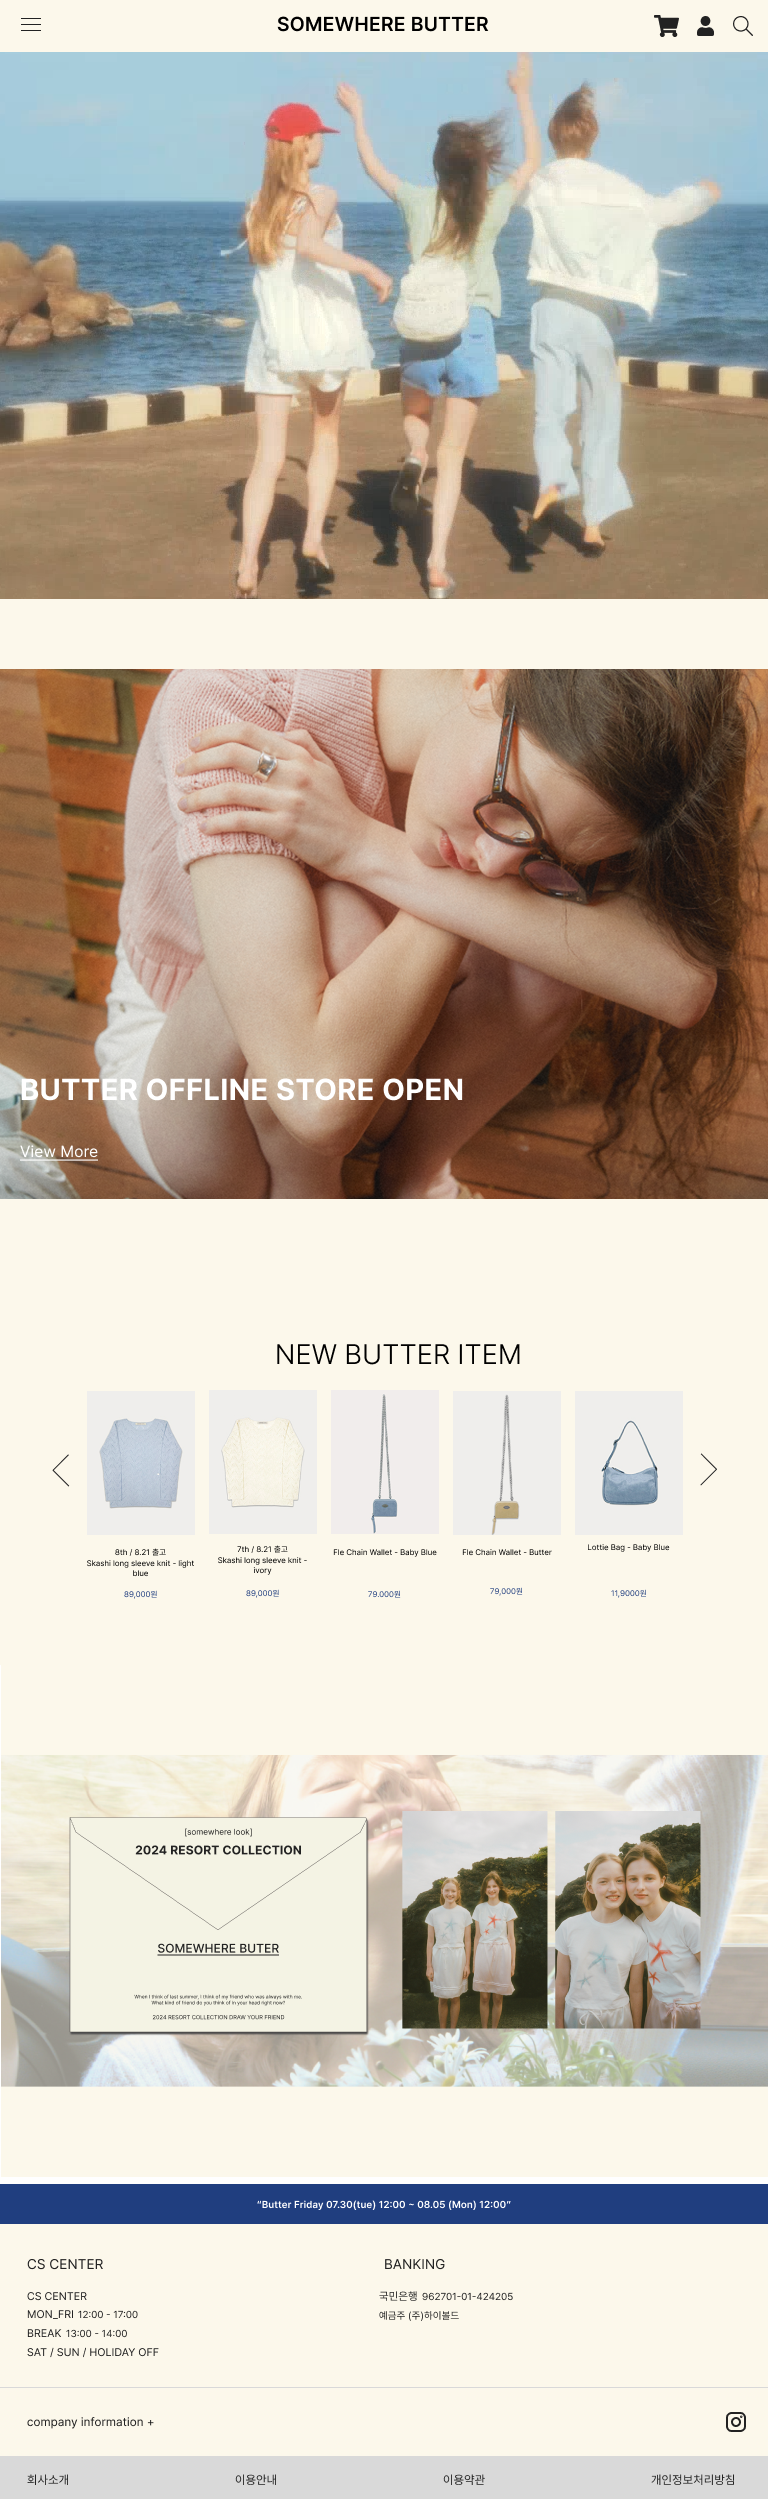 SOMEWHERE BUTTER
BUTTER OFFLINE STORE OPEN
View More
NEW BUTTER ITEM
8th / 8.21 출고
Skashi long sleeve knit - light
blue
89,000원
7th / 8.21 출고
Skashi long sleeve knit -
ivory
89,000원
Fle Chain Wallet - Baby Blue
79.000원
Fle Chain Wallet - Butter
79,000원
Lottie Bag - Baby Blue
11,9000원
[somewhere look]
2024 RESORT COLLECTION
SOMEWHERE BUTER
When I think of last summer, I think of my friend who was always with me.
What kind of friend do you think of in your head right now?
2024 RESORT COLLECTION DRAW YOUR FRIEND
“Butter Friday 07.30(tue) 12:00 ~ 08.05 (Mon) 12:00”
CS CENTER
CS CENTER
MON_FRI 12:00 - 17:00
BREAK 13:00 - 14:00
SAT / SUN / HOLIDAY OFF
BANKING
국민은행 962701-01-424205
예금주 (주)하이볼드
company information +
회사소개
이용안내
이용약관
개인정보처리방침